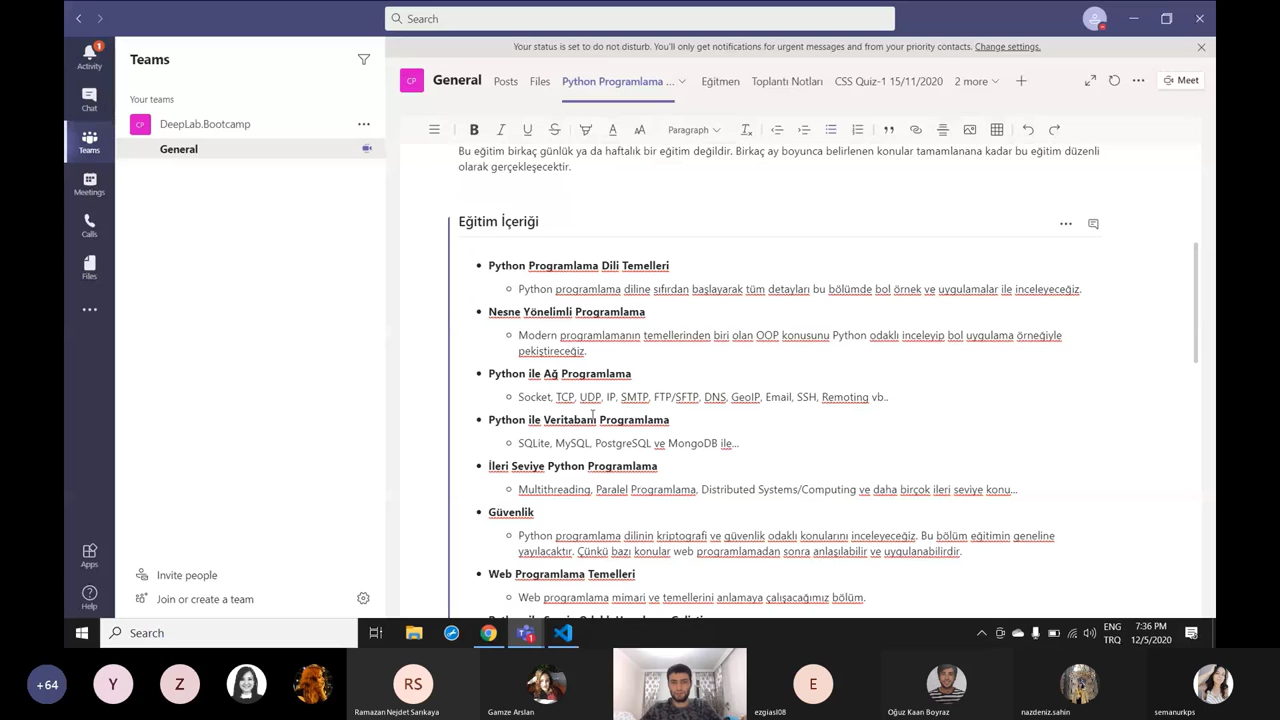 Search
Your status is set to do not disturb. You'll only get notifications for urgent messages and from your priority contacts. Change settings.
Activity
Chat
Teams
Meetings
Calls
Files
Apps
Help
Teams
Your teams
CP DeepLab.Bootcamp
General
Invite people
Join or create a team
CP General Posts Files Python Programlama ... Eğitmen Toplantı Notları CSS Quiz-1 15/11/2020 2 more Meet
B I U S A AA Paragraph
Bu eğitim birkaç günlük ya da haftalık bir eğitim değildir. Birkaç ay boyunca belirlenen konular tamamlanana kadar bu eğitim düzenli
olarak gerçekleşecektir.
Eğitim İçeriği
Python Programlama Dili Temelleri
Python programlama diline sıfırdan başlayarak tüm detayları bu bölümde bol örnek ve uygulamalar ile inceleyeceğiz.
Nesne Yönelimli Programlama
Modern programlamanın temellerinden biri olan OOP konusunu Python odaklı inceleyip bol uygulama örneğiyle
pekiştireceğiz.
Python ile Ağ Programlama
Socket, TCP, UDP, IP, SMTP, FTP/SFTP, DNS, GeoIP, Email, SSH, Remoting vb..
Python ile Veritabanı Programlama
SQLite, MySQL, PostgreSQL ve MongoDB ile...
İleri Seviye Python Programlama
Multithreading, Paralel Programlama, Distributed Systems/Computing ve daha birçok ileri seviye konu...
Güvenlik
Python programlama dilinin kriptografi ve güvenlik odaklı konularını inceleyeceğiz. Bu bölüm eğitimin geneline
yayılacaktır. Çünkü bazı konular web programlamadan sonra anlaşılabilir ve uygulanabilirdir.
Web Programlama Temelleri
Web programlama mimari ve temellerini anlamaya çalışacağımız bölüm.
Search
ENG
TRQ
7:36 PM
12/5/2020
+64 Y Z RS E
Ramazan Nejdet Sarıkaya Gamze Arslan ezgiasl08 Oğuz Kaan Boyraz nazdeniz.sahin semanurkps